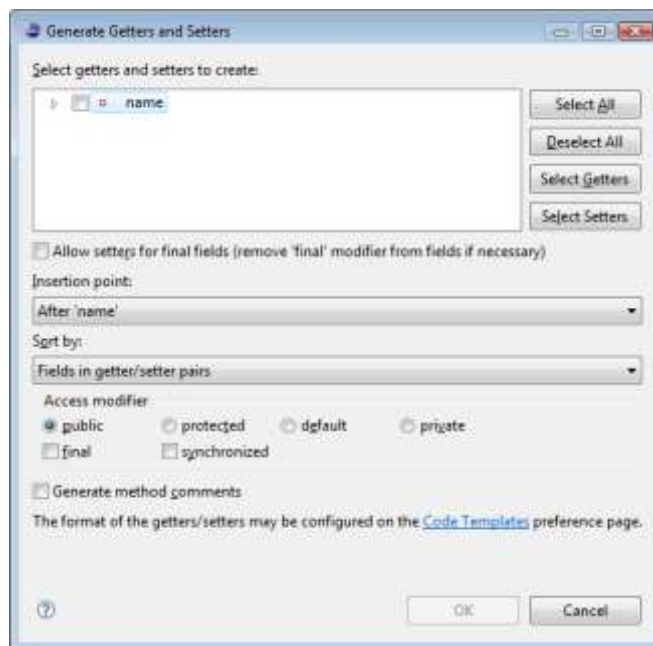 Generate Getters and Setters
Select getters and setters to create:
name
Select All
Deselect All
Select Getters
Select Setters
Allow setters for final fields (remove 'final' modifier from fields if necessary)
Insertion point:
After 'name'
Sort by:
Fields in getter/setter pairs
Access modifier
public protected default private
final synchronized
Generate method comments
The format of the getters/setters may be configured on the Code Templates preference page.
OK Cancel